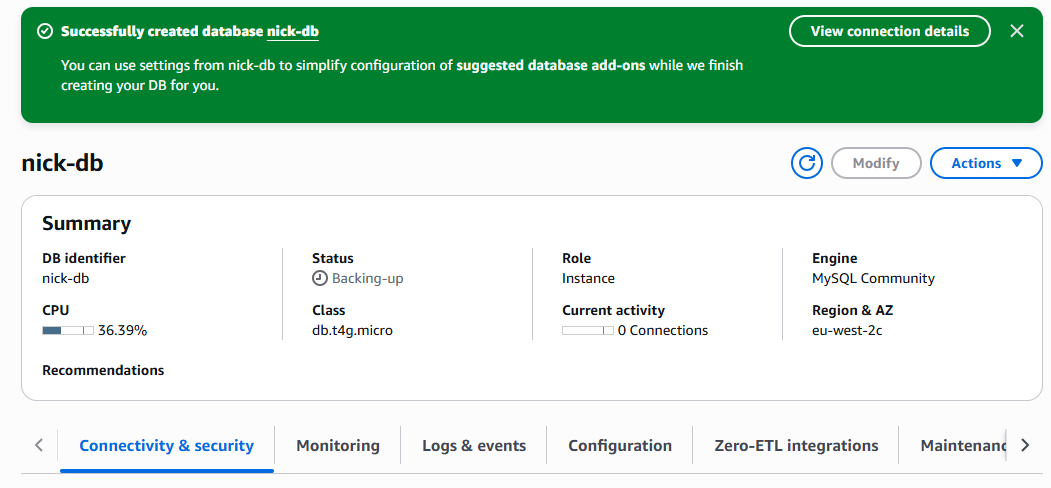 Successfully created database nick-db
View connection details
You can use settings from nick-db to simplify configuration of suggested database add-ons while we finish
creating your DB for you.
nick-db
Modify
Actions
Summary
DB identifier
nick-db
Status
Backing-up
Role
Instance
Engine
MySQL Community
CPU
36.39%
Class
db.t4g.micro
Current activity
0 Connections
Region & AZ
eu-west-2c
Recommendations
Connectivity & security
Monitoring
Logs & events
Configuration
Zero-ETL integrations
Maintenanc